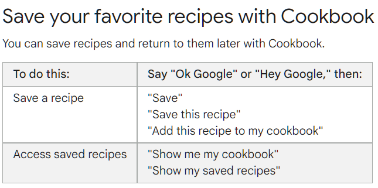 Save your favorite recipes with Cookbook
You can save recipes and return to them later with Cookbook.
To do this: Say "Ok Google" or "Hey Google," then:
Save a recipe "Save"
"Save this recipe"
"Add this recipe to my cookbook"
Access saved recipes "Show me my cookbook"
"Show my saved recipes"